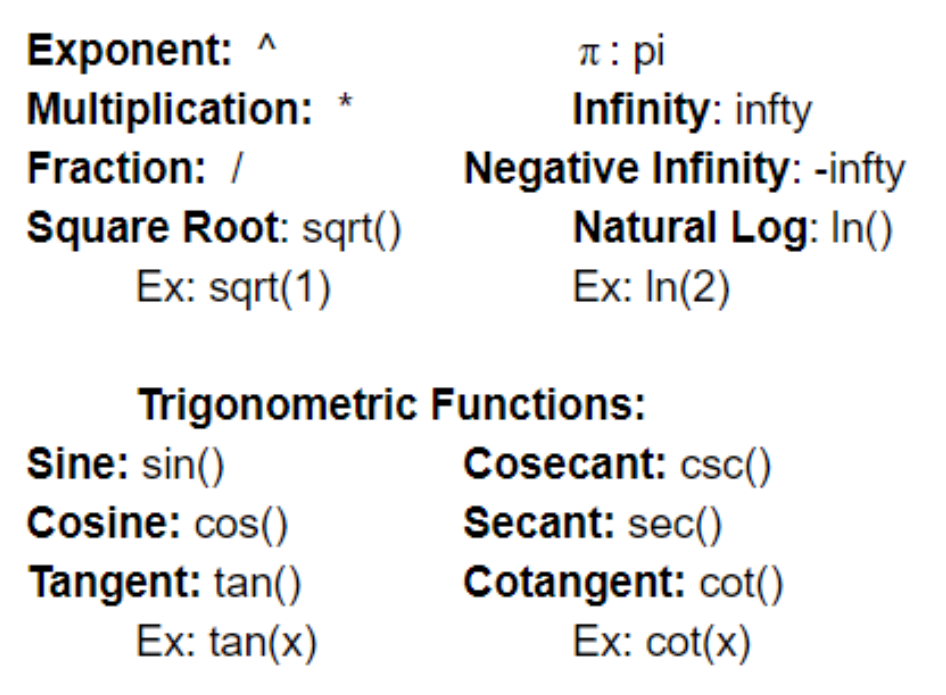 Exponent: ^ π : pi
Multiplication: * Infinity: infty
Fraction: / Negative Infinity: -infty
Square Root: sqrt() Natural Log: ln()
Ex: sqrt(1) Ex: ln(2)
Trigonometric Functions:
Sine: sin() Cosecant: csc()
Cosine: cos() Secant: sec()
Tangent: tan() Cotangent: cot()
Ex: tan(x) Ex: cot(x)